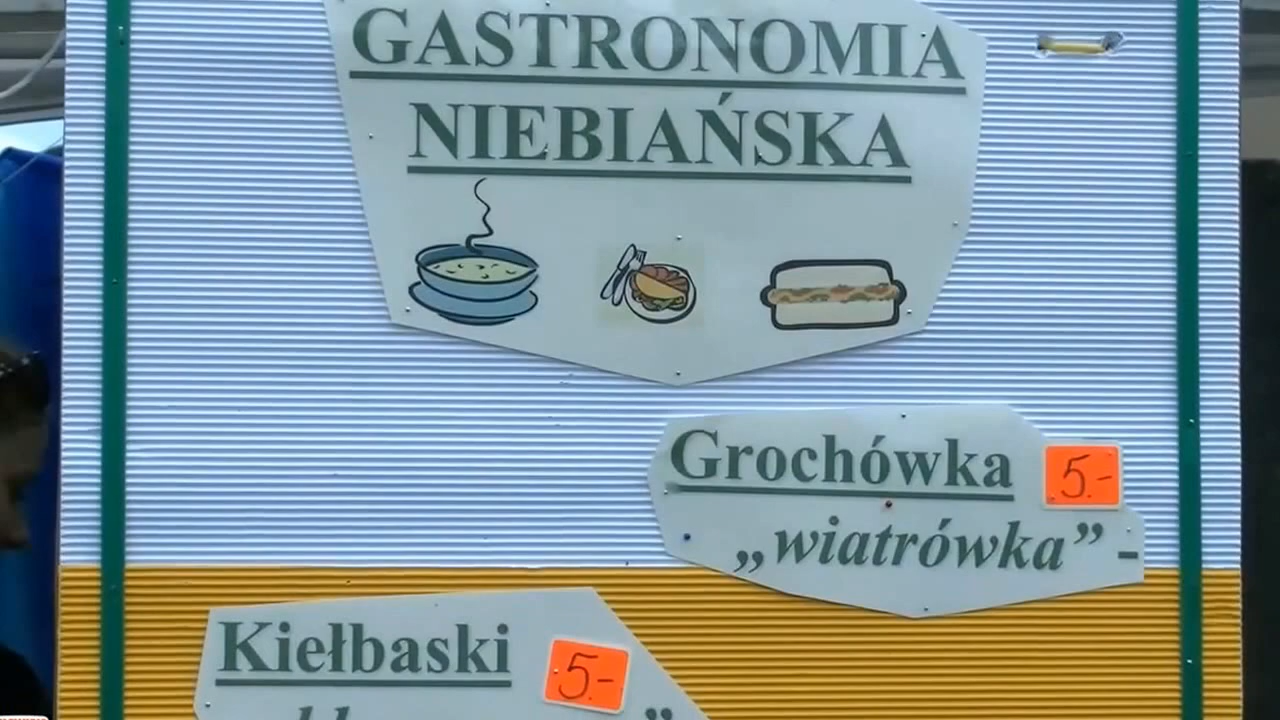 GASTRONOMIA
NIEBIAŃSKA
Grochówka 5.-
„wiatrówka” -
Kiełbaski 5.-